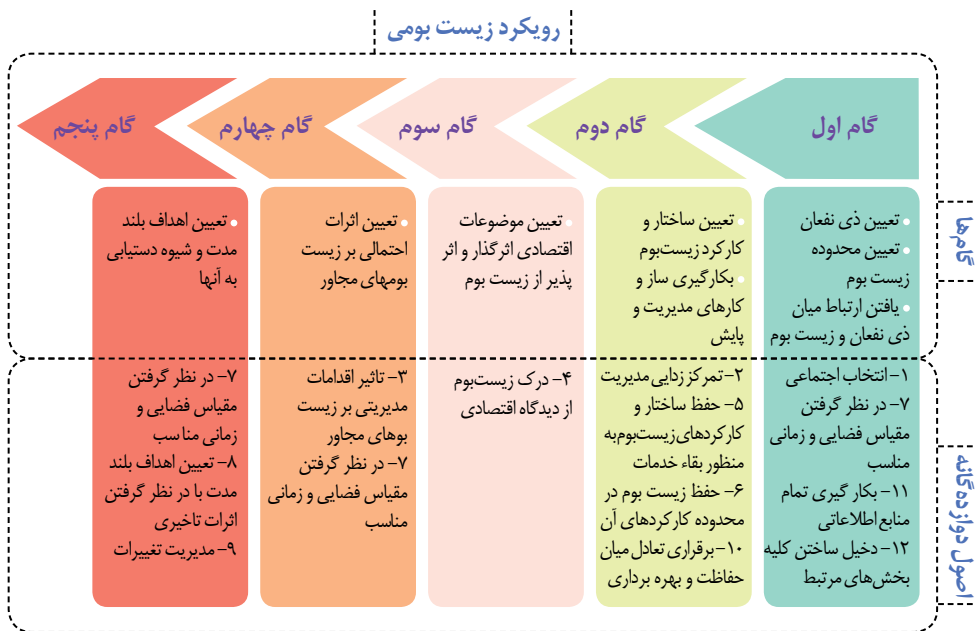 رویکرد زیست بومی
گام اول
گام دوم
گام سوم
گام چهارم
گام پنجم
گام‌ها
• تعیین ذی نفعان
• تعیین محدوده
زیست بوم
• یافتن ارتباط میان
ذی نفعان و زیست بوم
• تعیین ساختار و
کارکرد زیست‌بوم
• بکارگیری ساز و
کارهای مدیریت و
پایش
• تعیین موضوعات
اقتصادی اثرگذار و اثر
پذیر از زیست بوم
• تعیین اثرات
احتمالی بر زیست
بومهای مجاور
• تعیین اهداف بلند
مدت و شیوه دستیابی
به آنها
اصول دوازده‌گانه
۱- انتخاب اجتماعی
۷- در نظر گرفتن
مقیاس فضایی و زمانی
مناسب
۱۱- بکار گیری تمام
منابع اطلاعاتی
۱۲- دخیل ساختن کلیه
بخش‌های مرتبط
۲- تمرکز زدایی مدیریت
۵- حفظ ساختار و
کارکردهای زیست‌بوم‌به
منظور بقاء خدمات
۶- حفظ زیست بوم در
محدوده کارکردهای آن
۱۰- برقراری تعادل میان
حفاظت و بهره برداری
۴- درک زیست‌بوم
از دیدگاه اقتصادی
۳- تاثیر اقدامات
مدیریتی بر زیست
بوهای مجاور
۷- در نظر گرفتن
مقیاس فضایی و زمانی
مناسب
۷- در نظر گرفتن
مقیاس فضایی و
زمانی مناسب
۸- تعیین اهداف بلند
مدت با در نظر گرفتن
اثرات تاخیری
۹- مدیریت تغییرات